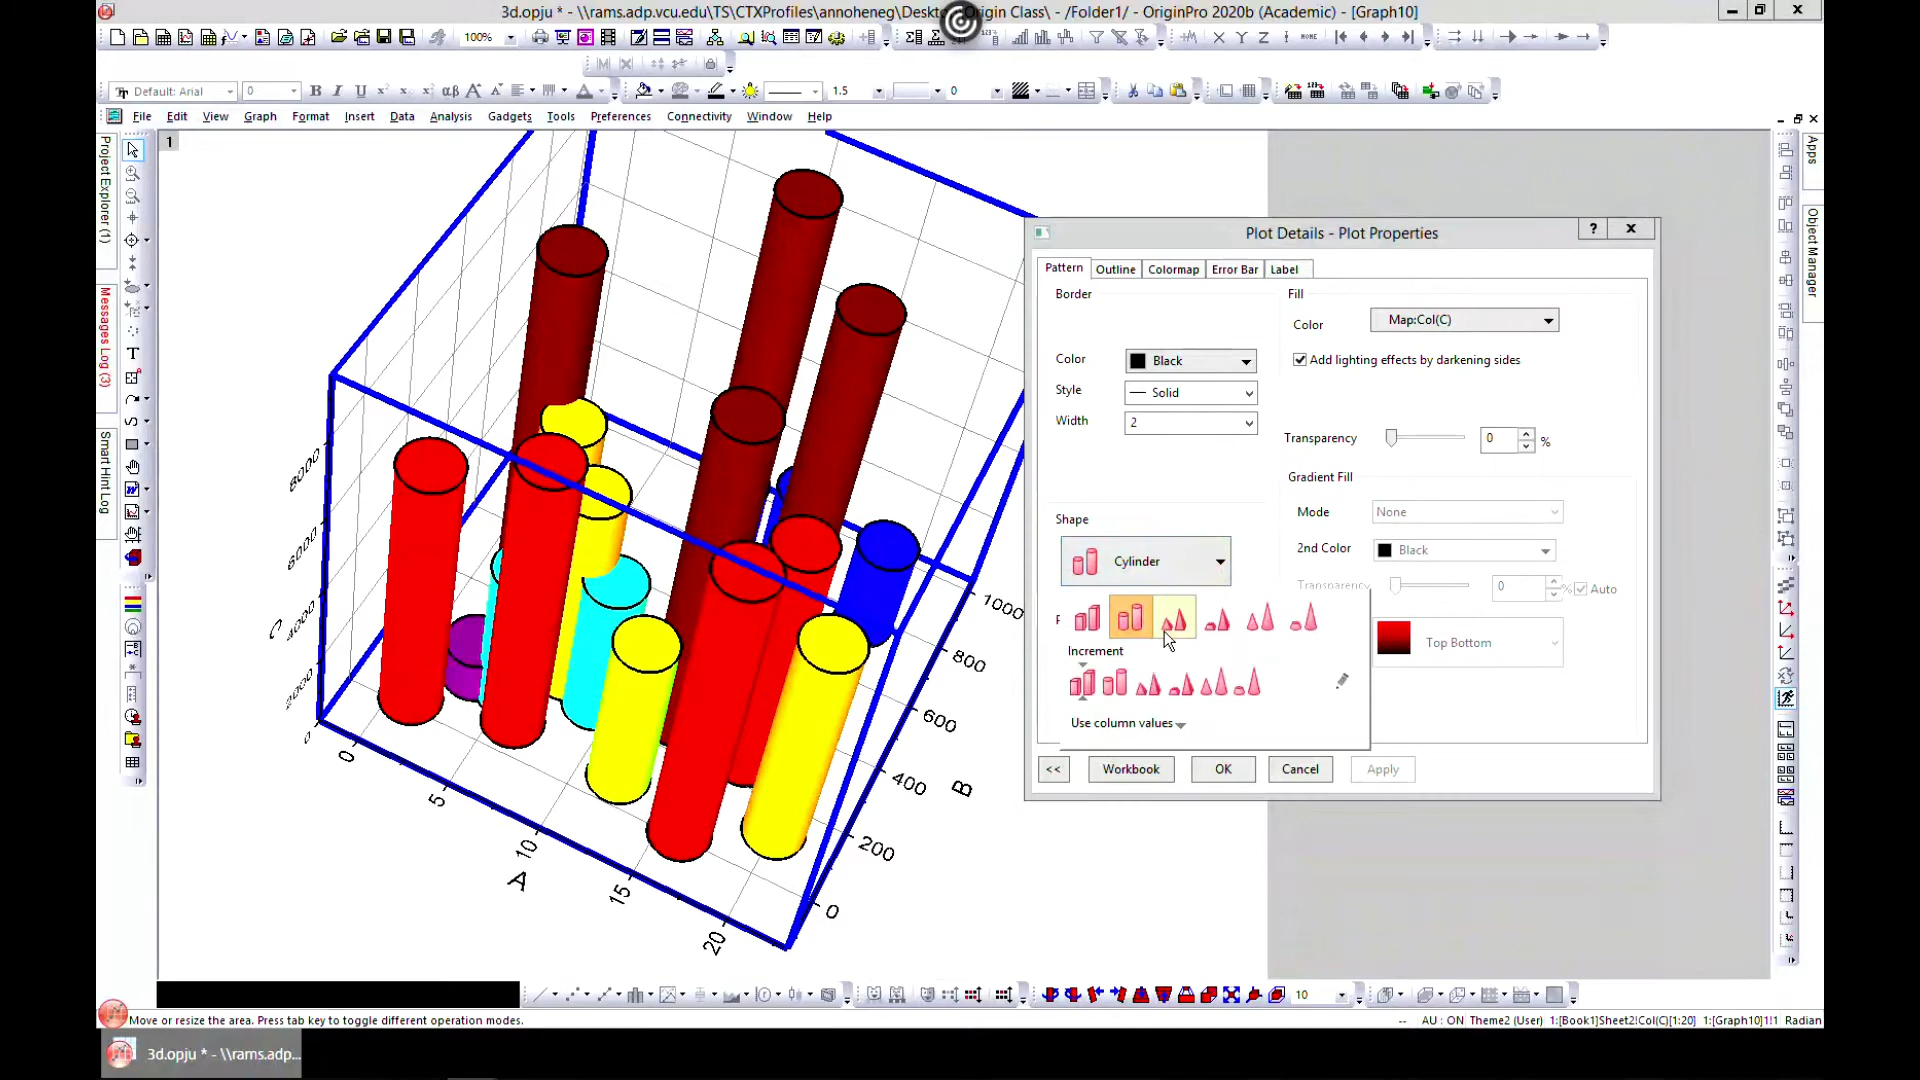 3d.opju * - \\rams.adp.vcu.edu\TS\CTXProfiles\annoheneg\Deskto Origin Class\ - /Folder1/ - OriginPro 2020b (Academic) - [Graph10]
100%
Default: Arial 0 B I U αβ A A 1.5 0
File Edit View Graph Format Insert Data Analysis Gadgets Tools Preferences Connectivity Window Help
Project Explorer (1)
Messages Log (3)
Smart Hint Log
Apps
Object Manager
1
Plot Details - Plot Properties
Pattern Outline Colormap Error Bar Label
Border
Color Black
Style Solid
Width 2
Fill
Color Map:Col(C)
Add lighting effects by darkening sides
Transparency 0 %
Gradient Fill
Mode None
2nd Color Black
Transparency 0 % Auto
Top Bottom
Shape
Cylinder
Increment
Use column values
<< Workbook OK Cancel Apply
C
8000
6000
4000
2000
0
0
5
10
15
20
A
0
200
400
600
800
1000
B
10
Move or resize the area. Press tab key to toggle different operation modes.
-- AU : ON Theme2 (User) 1:[Book1]Sheet2!Col(C)[1:20] 1:[Graph10]1!1 Radian
3d.opju * - \\rams.adp...